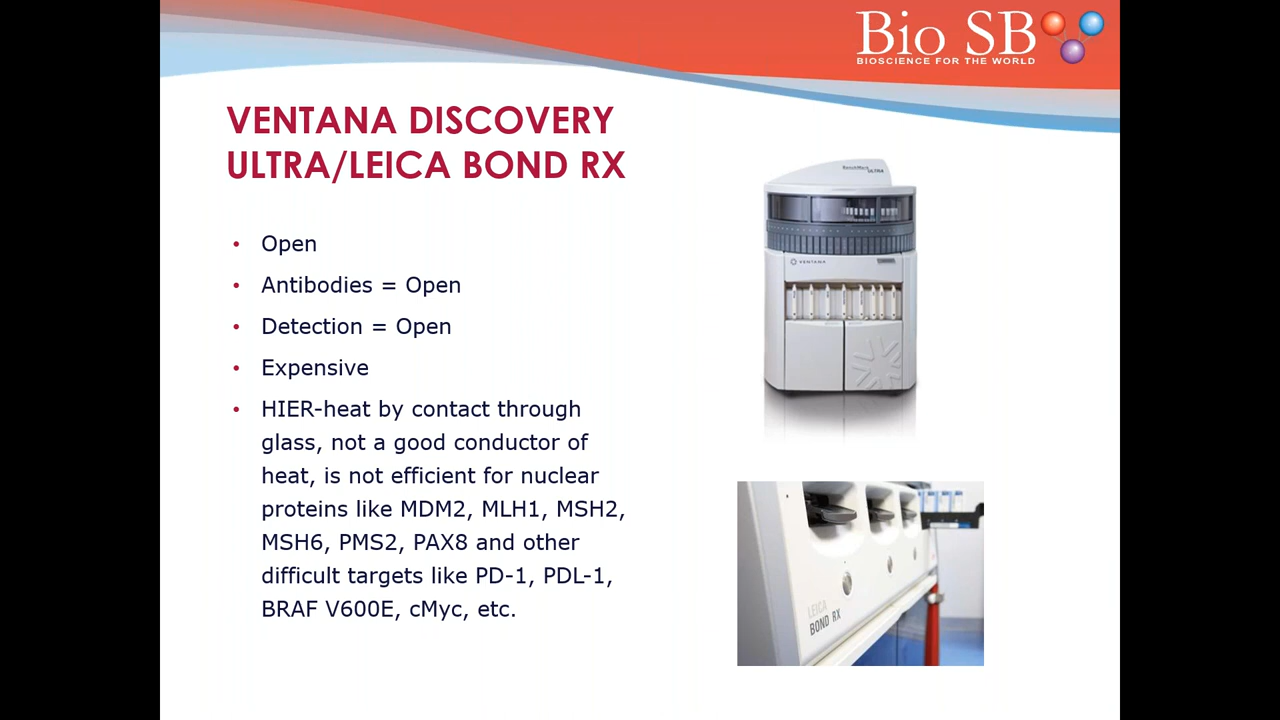 Bio SB
BIOSCIENCE FOR THE WORLD
VENTANA DISCOVERY
ULTRA/LEICA BOND RX
• Open
• Antibodies = Open
• Detection = Open
• Expensive
• HIER-heat by contact through
glass, not a good conductor of
heat, is not efficient for nuclear
proteins like MDM2, MLH1, MSH2,
MSH6, PMS2, PAX8 and other
difficult targets like PD-1, PDL-1,
BRAF V600E, cMyc, etc.
BenchMark
ULTRA
VENTANA
LEICA
BOND RX